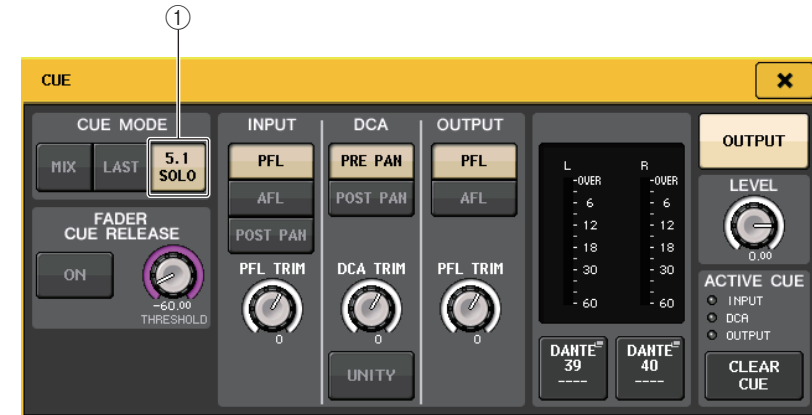 1
CUE
×
CUE MODE
MIX
LAST
5.1
SOLO
FADER
CUE RELEASE
ON
-60.00
THRESHOLD
INPUT
PFL
AFL
POST PAN
PFL TRIM
0
DCA
PRE PAN
POST PAN
DCA TRIM
0
UNITY
OUTPUT
PFL
AFL
PFL TRIM
0
L R
-OVER -OVER
- 6 - 6
- 12 - 12
- 18 - 18
- 30 - 30
- 60 - 60
DANTE
39
----
DANTE
40
----
OUTPUT
LEVEL
0.00
ACTIVE CUE
INPUT
DCA
OUTPUT
CLEAR
CUE